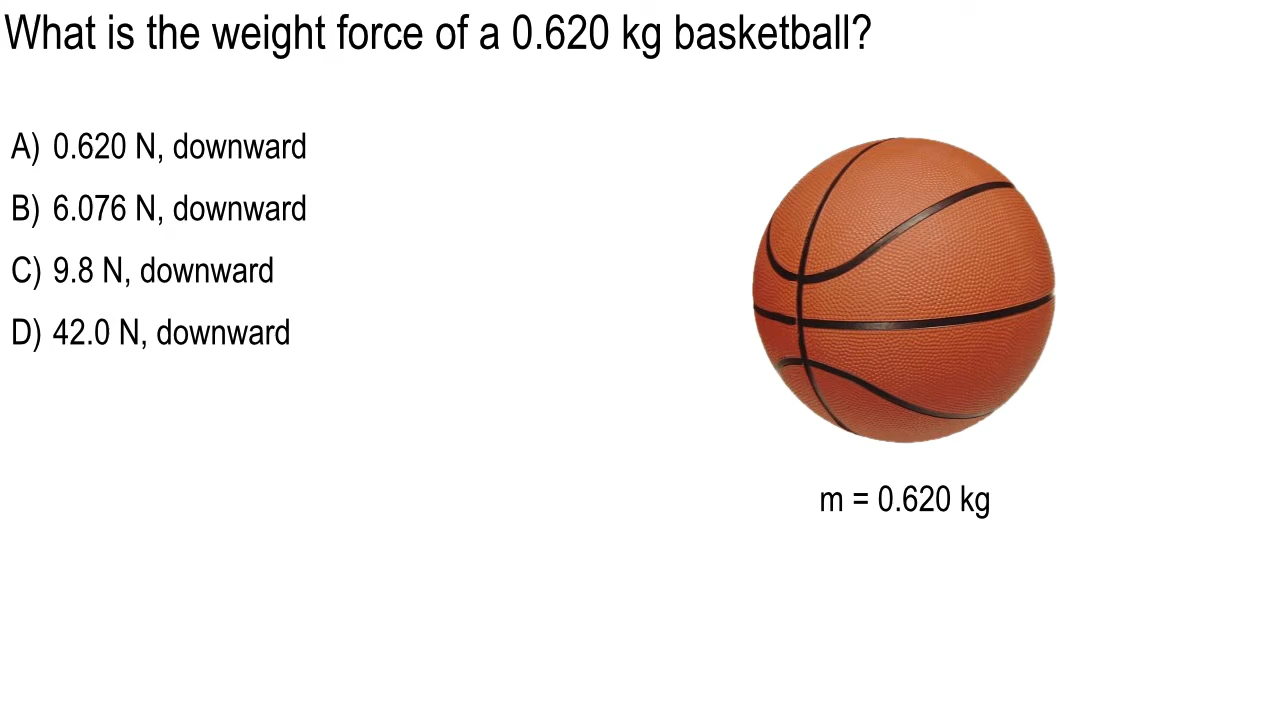 What is the weight force of a 0.620 kg basketball?
A) 0.620 N, downward
B) 6.076 N, downward
C) 9.8 N, downward
D) 42.0 N, downward
m = 0.620 kg